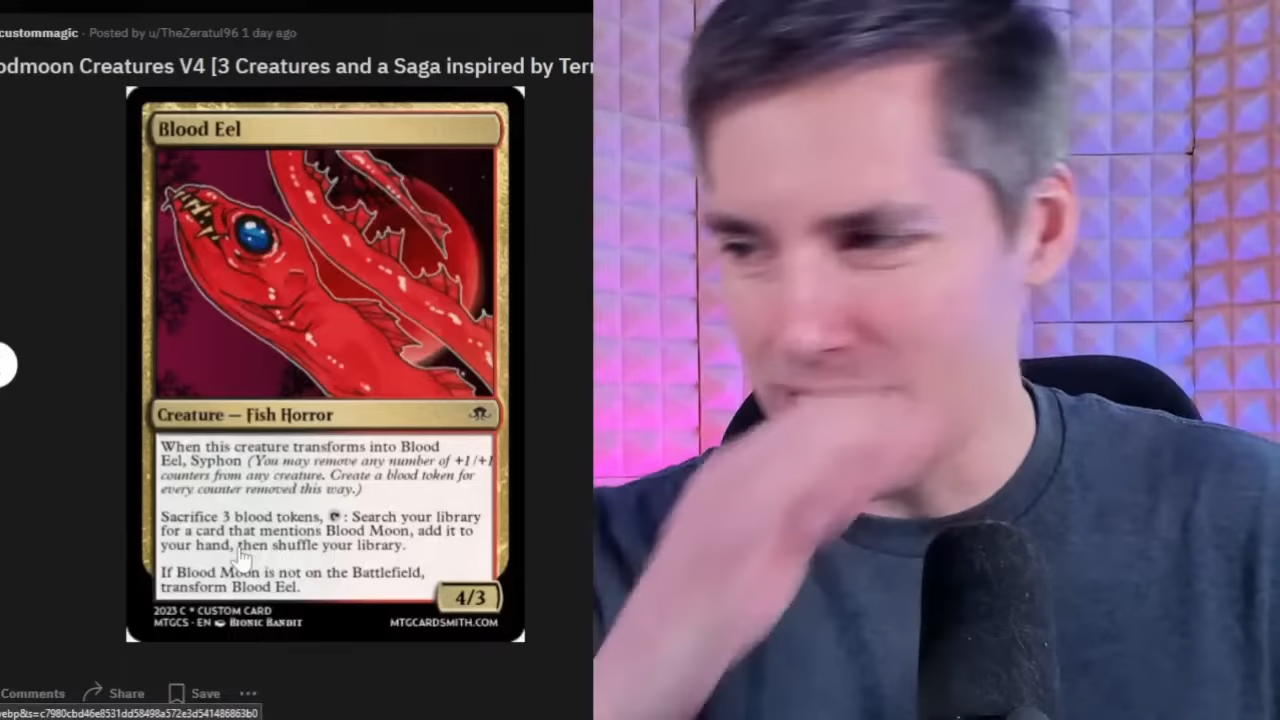 custommagic · Posted by u/TheZeratul96 1 day ago
odmoon Creatures V4 [3 Creatures and a Saga inspired by Terr
Blood Eel
Creature — Fish Horror
When this creature transforms into Blood
Eel, Syphon (You may remove any number of +1/+1
counters from any creature. Create a blood token for
every counter removed this way.)
Sacrifice 3 blood tokens, : Search your library
for a card that mentions Blood Moon, add it to
your hand, then shuffle your library.
If Blood Moon is not on the Battlefield,
transform Blood Eel.
4/3
2023 C * CUSTOM CARD
MTGCS · EN BIONIC BANDIT
MTGCARDSMITH.COM
Comments Share Save ...
webp&s=c7980cbd46e8531dd58498a572e3d541486863b0